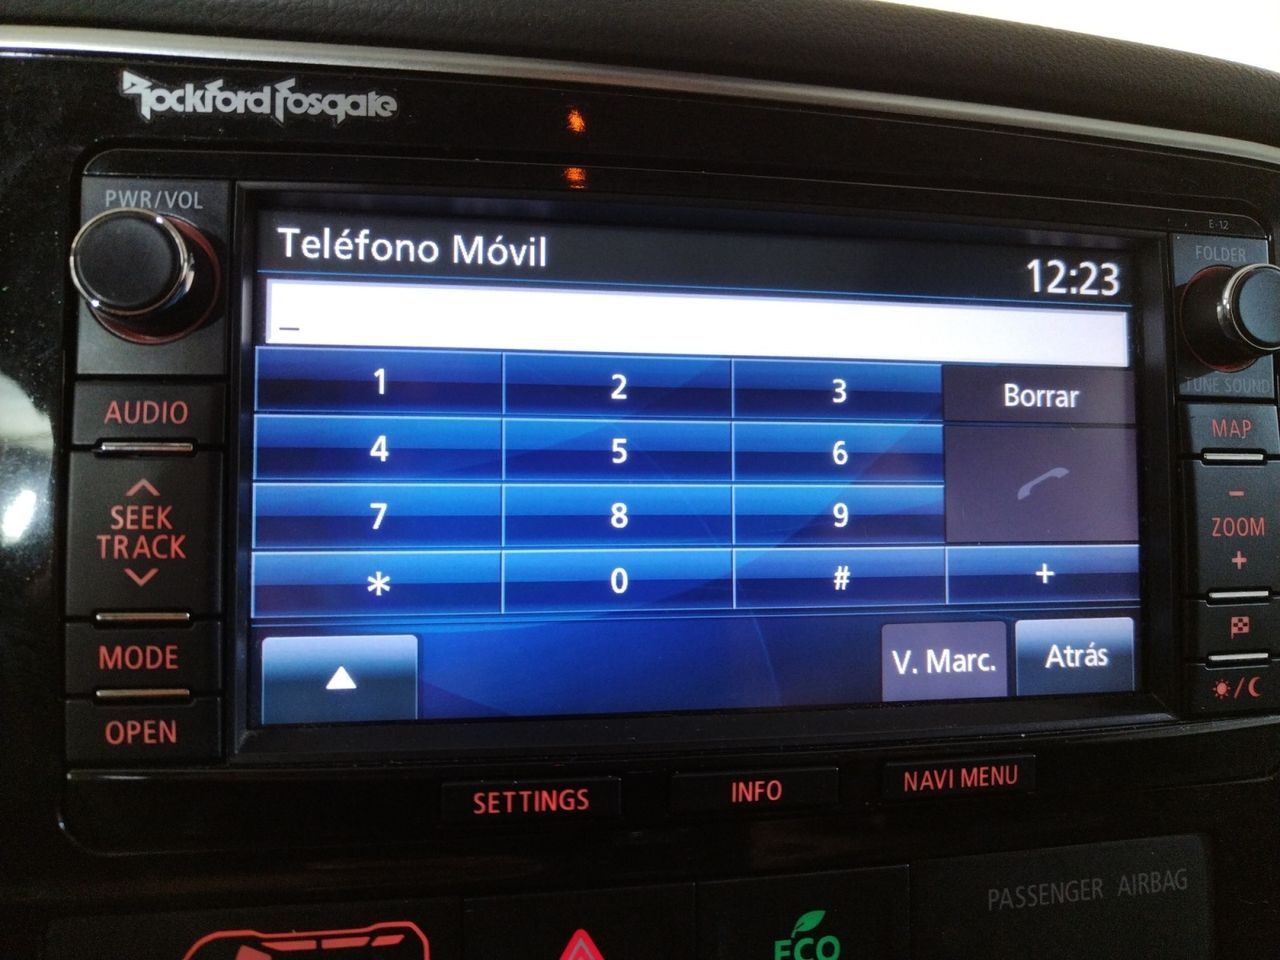 Rockford Fosgate
PWR/VOL
E-12
FOLDER
Teléfono Móvil
12:23
_
TUNE SOUND
1 2 3 Borrar
AUDIO
MAP
4 5 6
SEEK
TRACK
7 8 9
- ZOOM +
* 0 # +
MODE
V. Marc. Atrás
OPEN
SETTINGS INFO NAVI MENU
PASSENGER AIRBAG
ECO